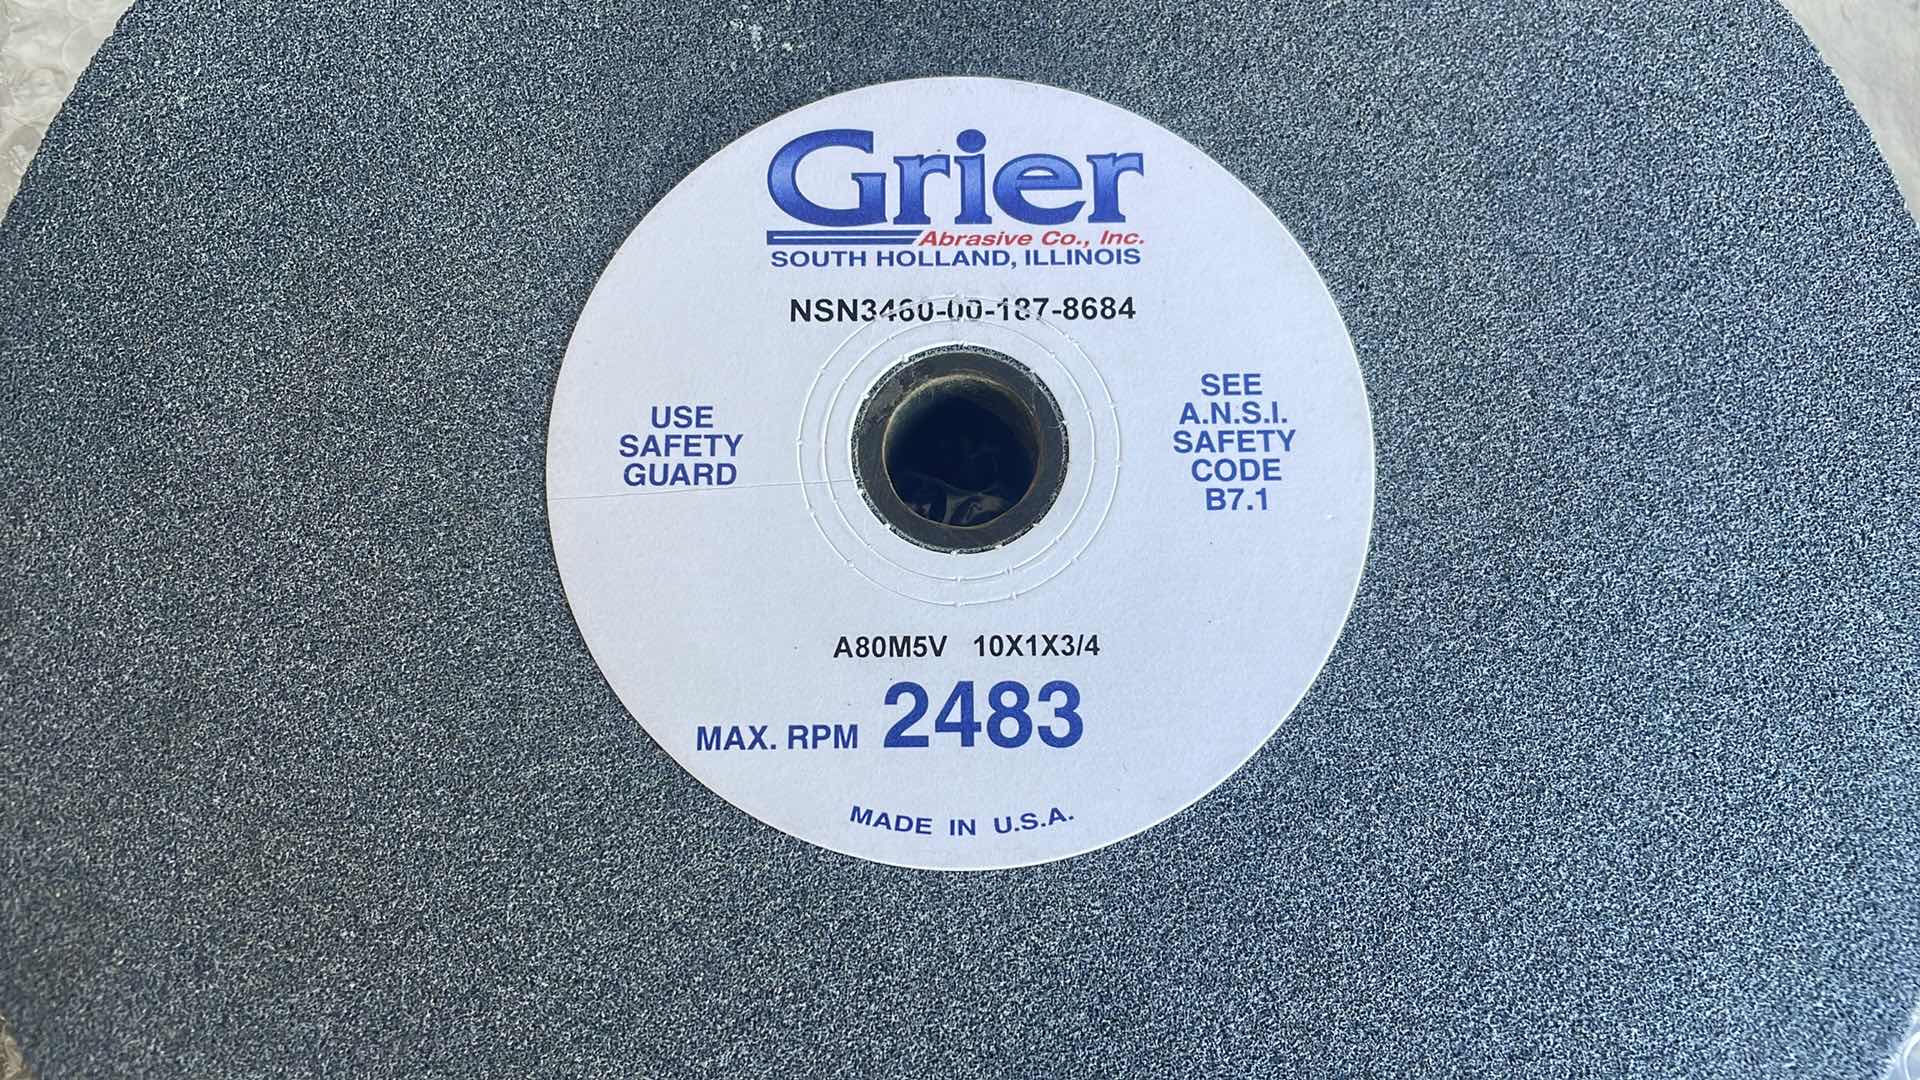 Grier
Abrasive Co., Inc.
SOUTH HOLLAND, ILLINOIS
NSN3460-00-187-8684
USE
SAFETY
GUARD
SEE
A.N.S.I.
SAFETY
CODE
B7.1
A80M5V 10X1X3/4
MAX. RPM 2483
MADE IN U.S.A.